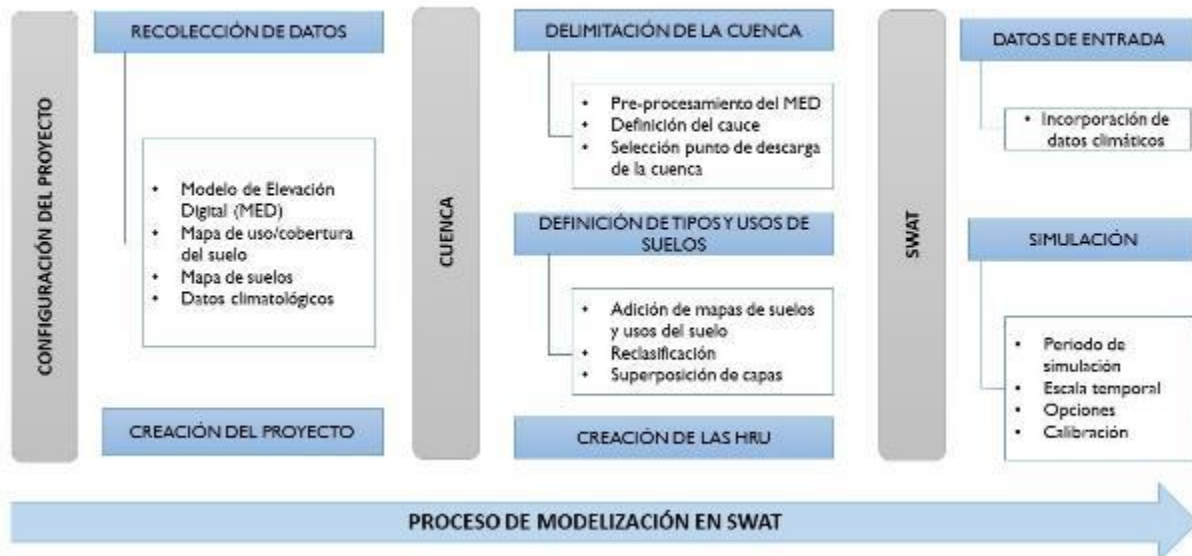 CONFIGURACIÓN DEL PROYECTO
RECOLECCIÓN DE DATOS
• Modelo de Elevación
Digital (MED)
• Mapa de uso/cobertura
del suelo
• Mapa de suelos
• Datos climatológicos
CREACIÓN DEL PROYECTO
CUENCA
DELIMITACIÓN DE LA CUENCA
• Pre-procesamiento del MED
• Definición del cauce
• Selección punto de descarga
de la cuenca
DEFINICIÓN DE TIPOS Y USOS DE
SUELOS
• Adición de mapas de suelos
y usos del suelo
• Reclasificación
• Superposición de capas
CREACIÓN DE LAS HRU
SWAT
DATOS DE ENTRADA
• Incorporación de
datos climáticos
SIMULACIÓN
• Periodo de
simulación
• Escala temporal
• Opciones
• Calibración
PROCESO DE MODELIZACIÓN EN SWAT